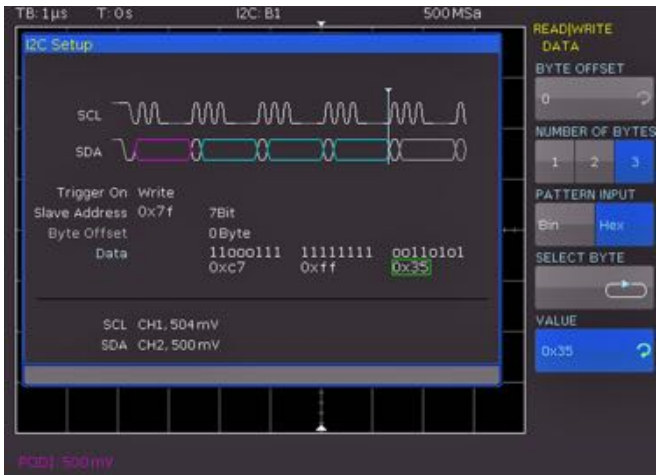 TB: 1µs T: 0s I2C: B1 500MSa
I2C Setup
SCL
SDA
Trigger On Write
Slave Address 0x7f 7Bit
Byte Offset 0Byte
Data 11000111 11111111 00110101
0xc7 0xff 0x35
SCL CH1, 504mV
SDA CH2, 500mV
READ|WRITE
DATA
BYTE OFFSET
0
NUMBER OF BYTES
1 2 3
PATTERN INPUT
Bin Hex
SELECT BYTE
VALUE
0x35
POD1: 500mV